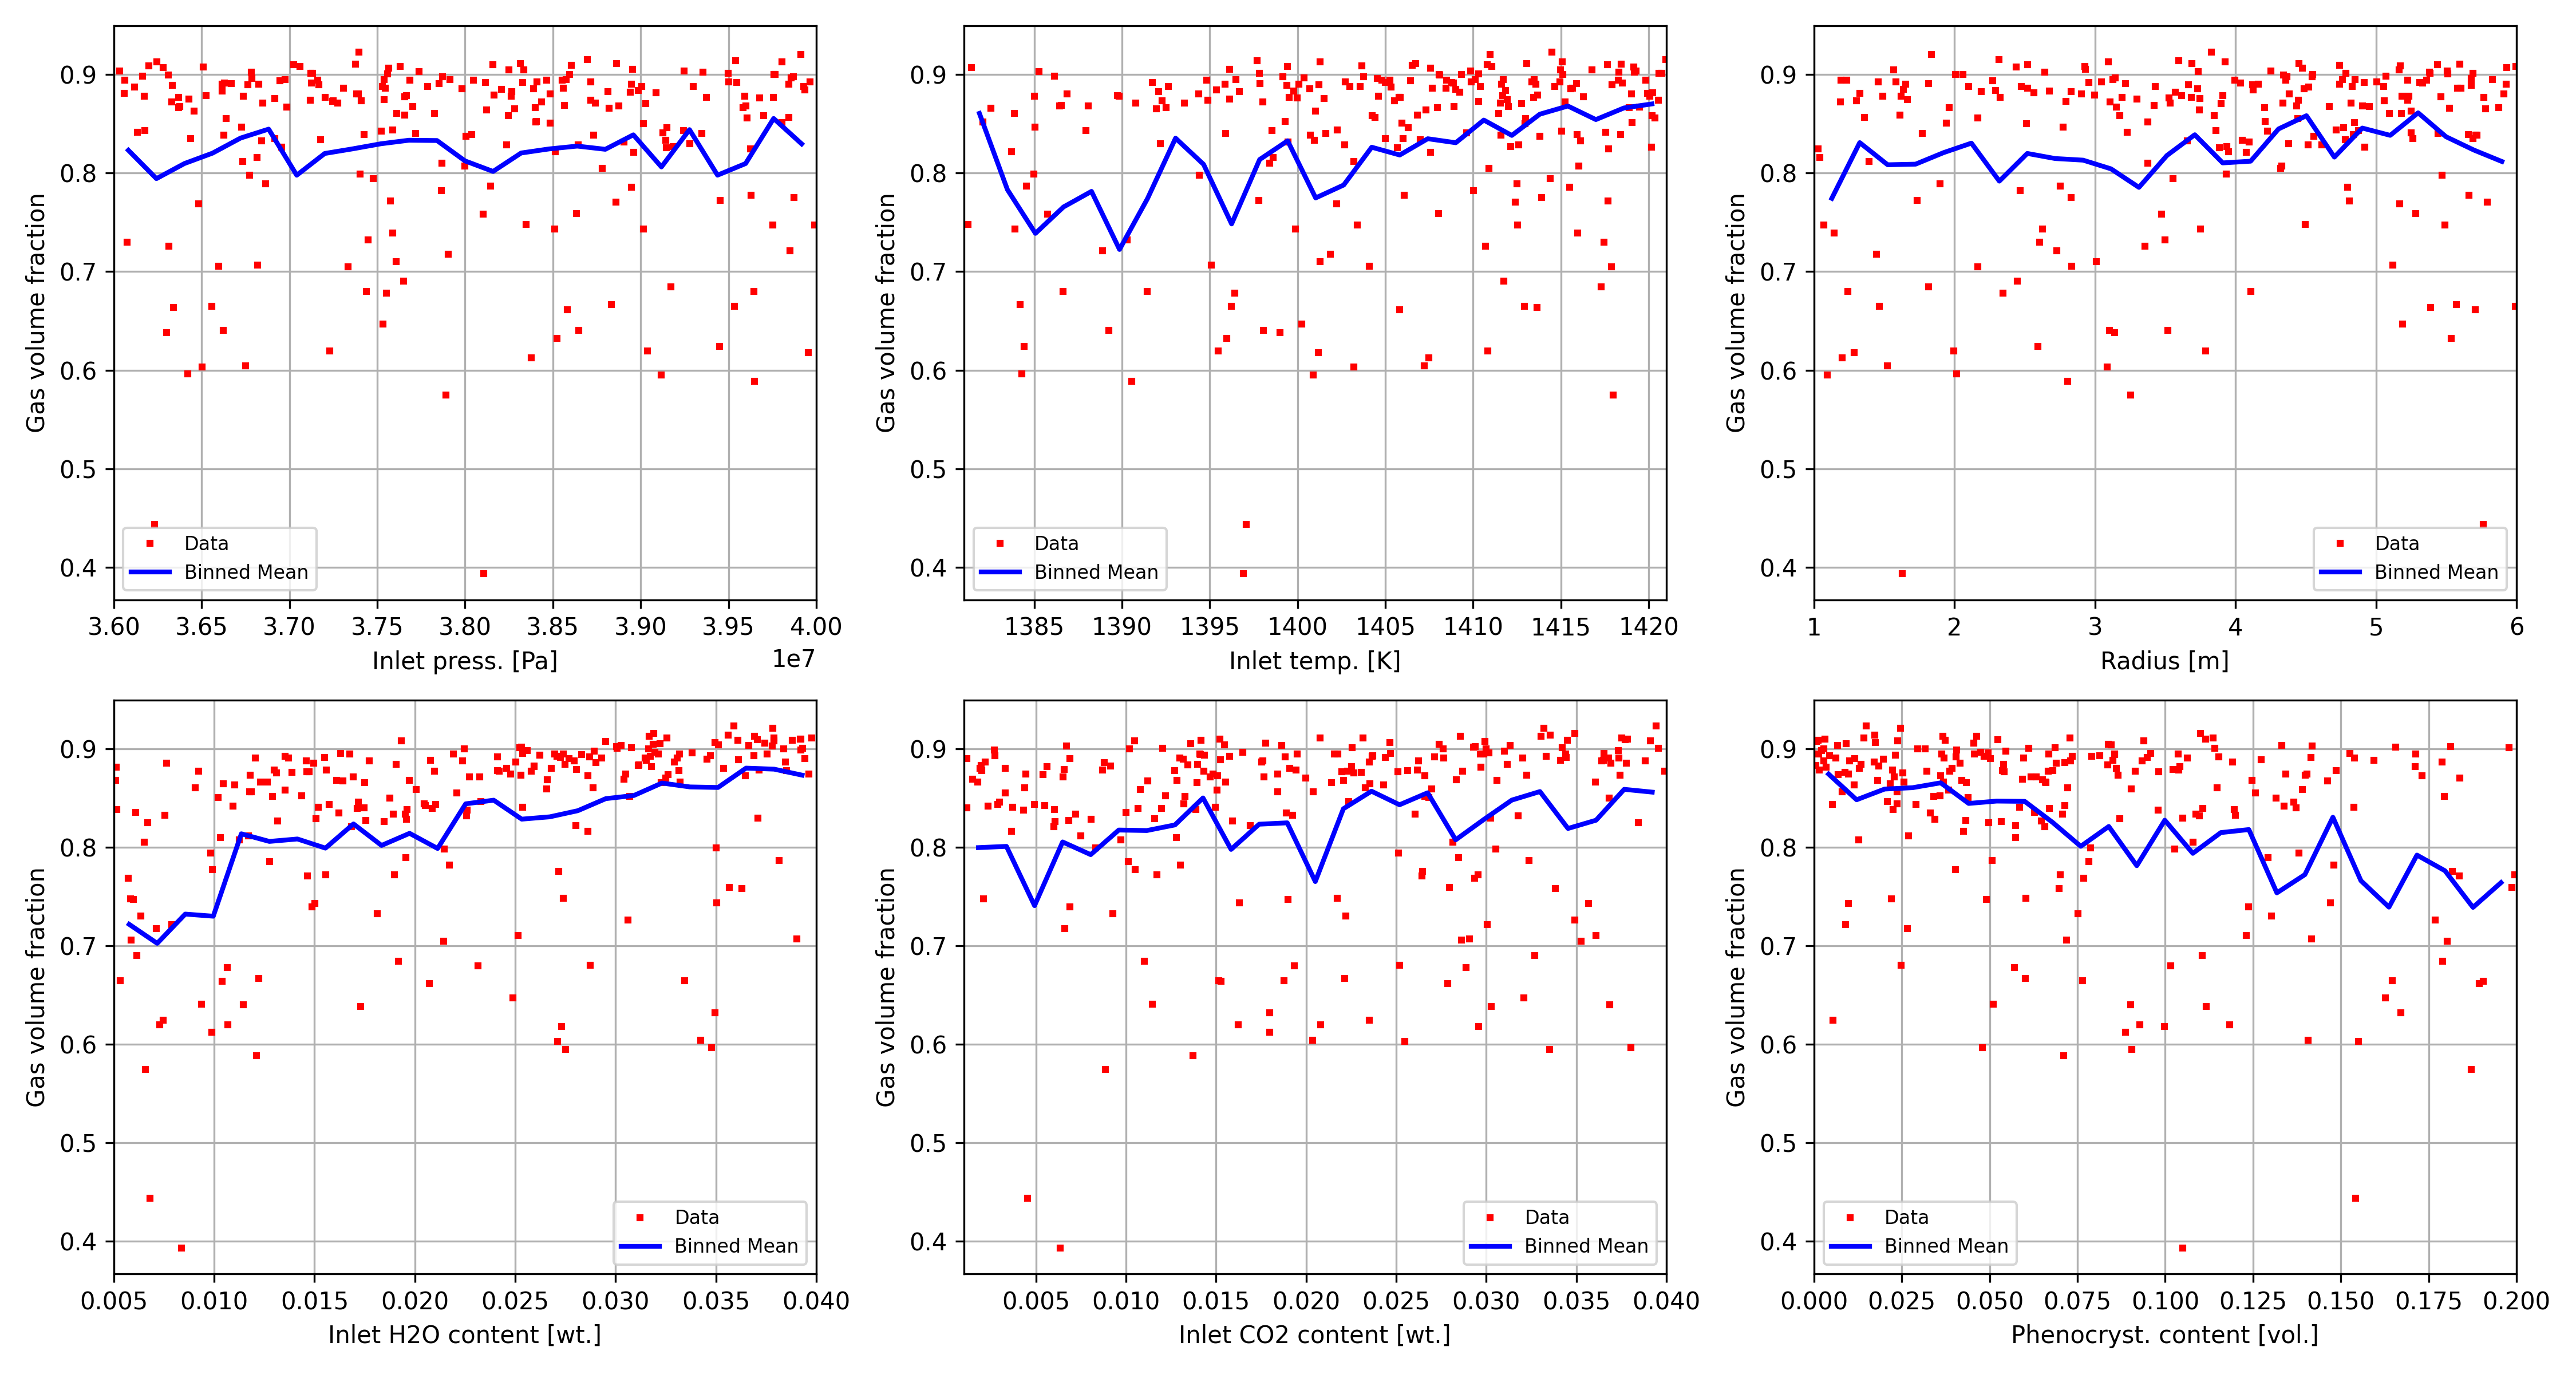 Gas volume fraction
0.9
0.8
0.7
0.6
0.5
0.4
Data
Binned Mean
3.60 3.65 3.70 3.75 3.80 3.85 3.90 3.95 4.00
1e7
Inlet press. [Pa]
Gas volume fraction
0.9
0.8
0.7
0.6
0.5
0.4
Data
Binned Mean
1385 1390 1395 1400 1405 1410 1415 1420
Inlet temp. [K]
Gas volume fraction
0.9
0.8
0.7
0.6
0.5
0.4
Data
Binned Mean
1 2 3 4 5 6
Radius [m]
Gas volume fraction
0.9
0.8
0.7
0.6
0.5
0.4
Data
Binned Mean
0.005 0.010 0.015 0.020 0.025 0.030 0.035 0.040
Inlet H2O content [wt.]
Gas volume fraction
0.9
0.8
0.7
0.6
0.5
0.4
Data
Binned Mean
0.005 0.010 0.015 0.020 0.025 0.030 0.035 0.040
Inlet CO2 content [wt.]
Gas volume fraction
0.9
0.8
0.7
0.6
0.5
0.4
Data
Binned Mean
0.000 0.025 0.050 0.075 0.100 0.125 0.150 0.175 0.200
Phenocryst. content [vol.]